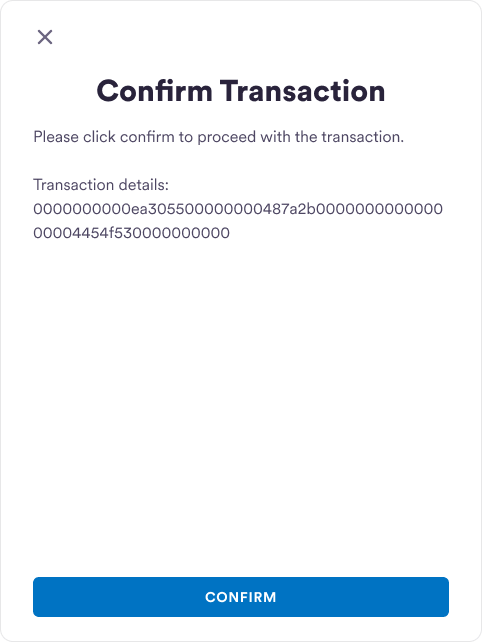 Confirm Transaction
Please click confirm to proceed with the transaction.
Transaction details:
0000000000ea305500000000487a2b0000000000000
00004454f530000000000
CONFIRM